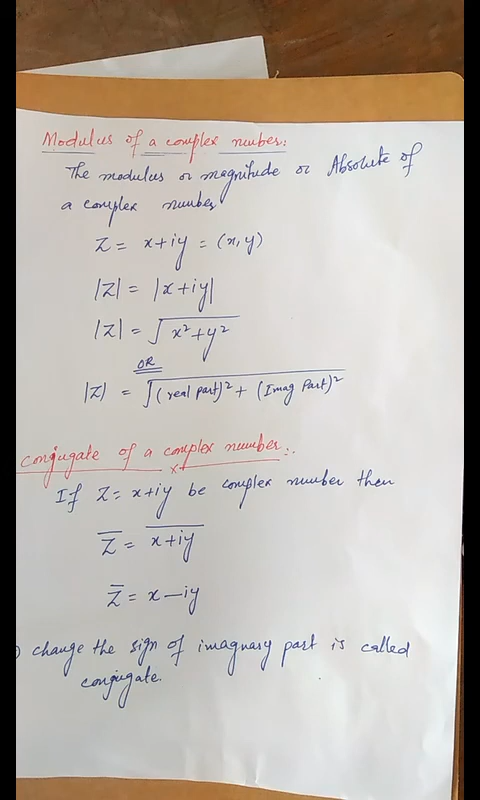 Modulus of a complex number:
The modulus or magnitude or Absolute of
a complex number
Z = x+iy = (x, y)
|Z| = |x+iy|
|Z| = √(x²+y²)
OR
|Z| = √((real part)² + (Imag Part)²)
Conjugate of a complex number:.
If Z = x+iy be complex number then
Z̅ = x+iy̅
Z̅ = x-iy
) change the sign of imagnary part is called
conjugate.